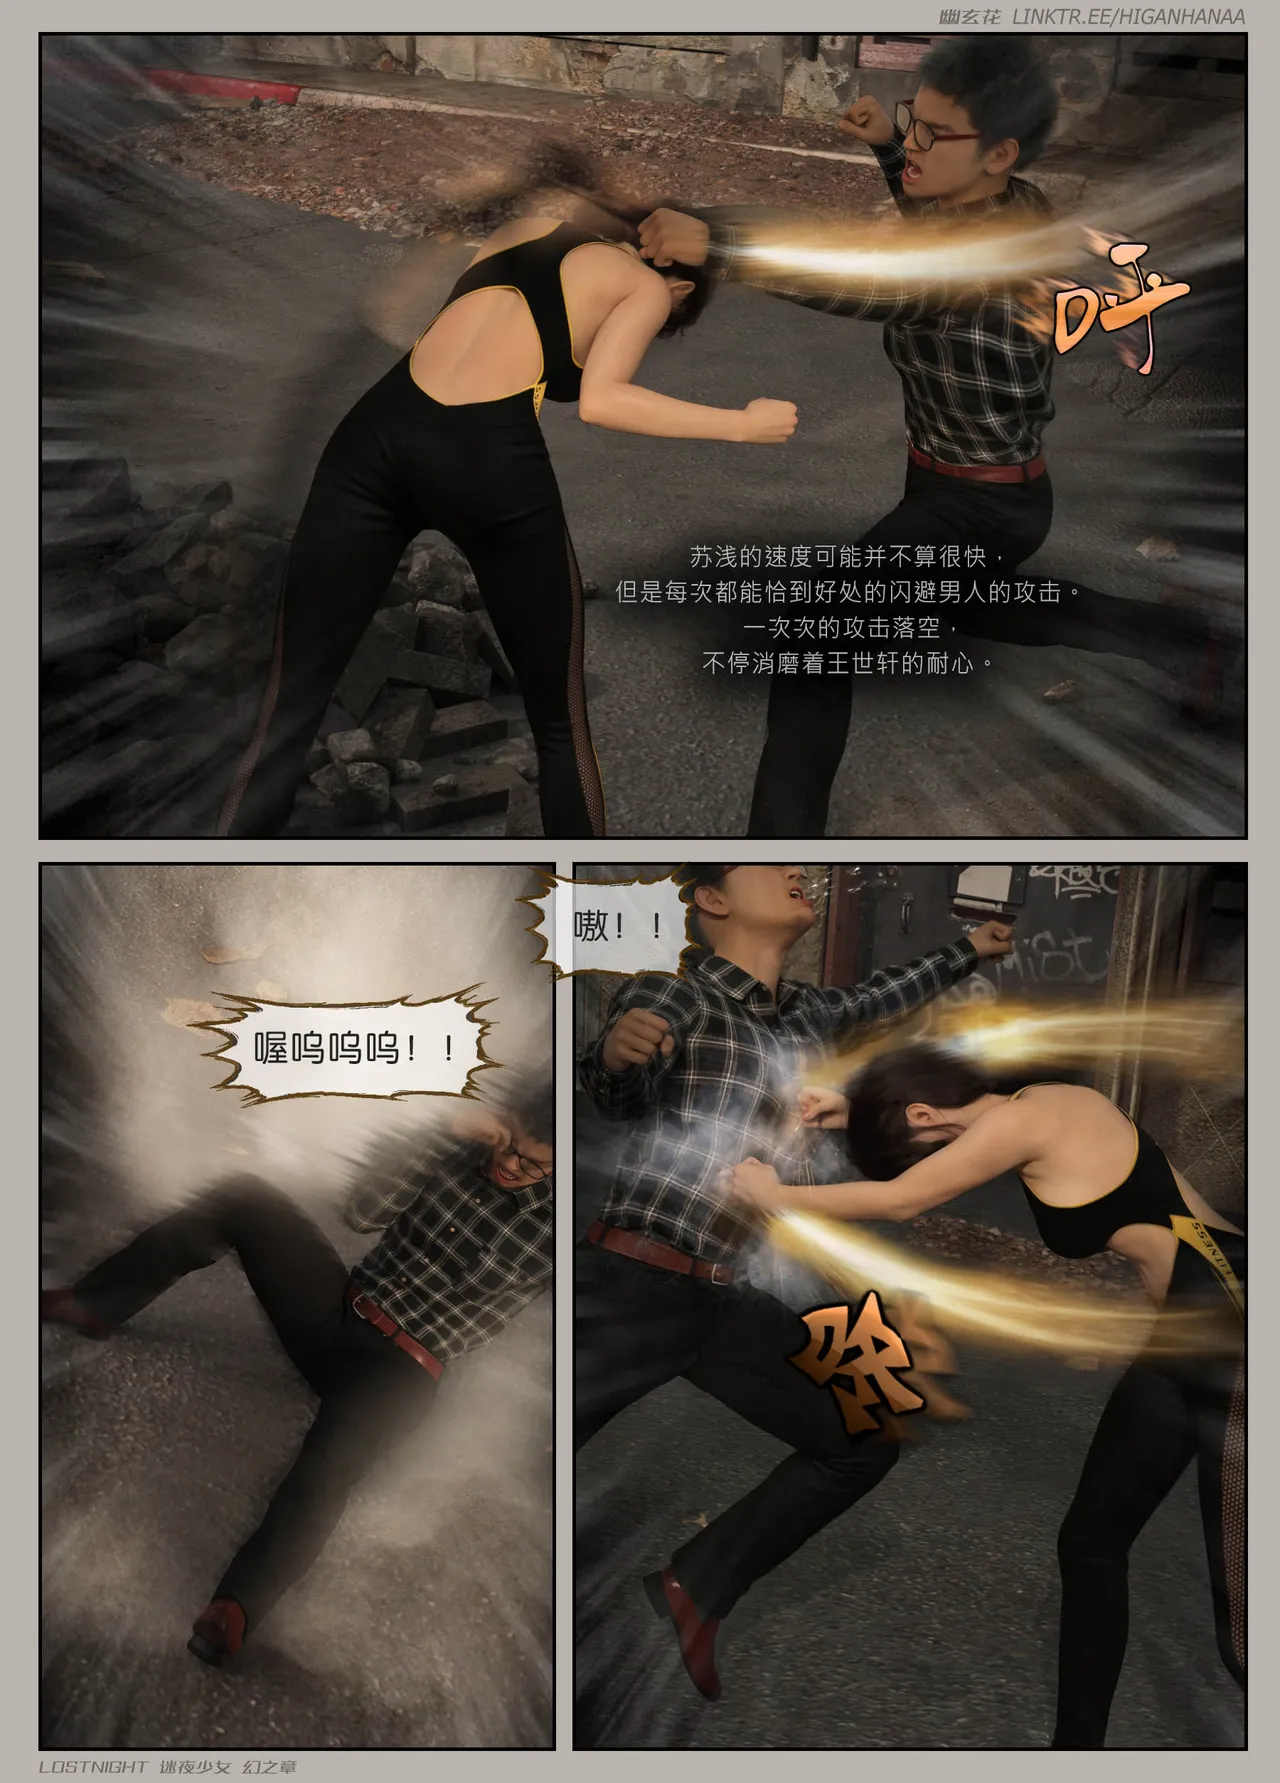 幽玄花 LINKTR.EE/HIGANHANAA
呼
苏浅的速度可能并不算很快，
但是每次都能恰到好处的闪避男人的攻击。
一次次的攻击落空，
不停消磨着王世轩的耐心。
嗷！！
喔呜呜呜！！
MiSt
FITNESS
LOSTNIGHT 迷夜少女 幻之章